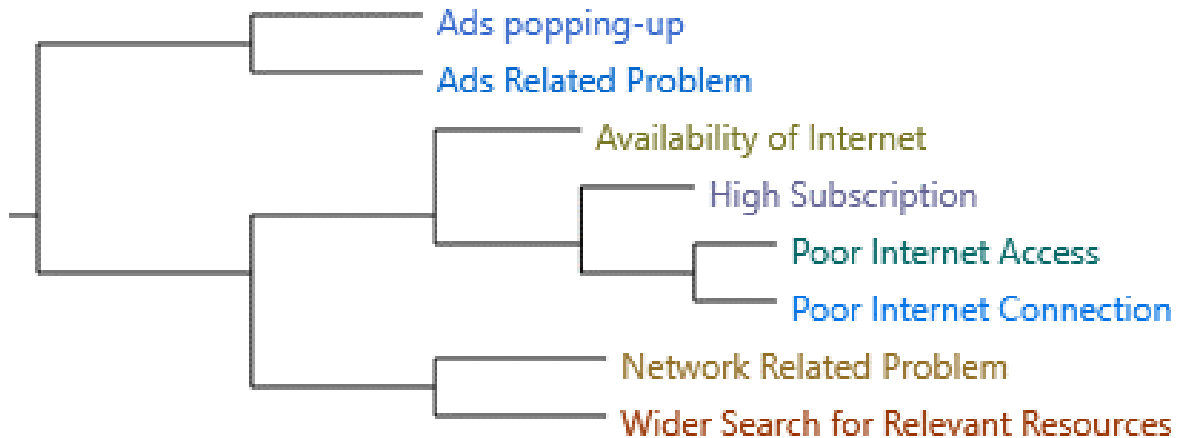 Ads popping-up
Ads Related Problem
Availability of Internet
High Subscription
Poor Internet Access
Poor Internet Connection
Network Related Problem
Wider Search for Relevant Resources